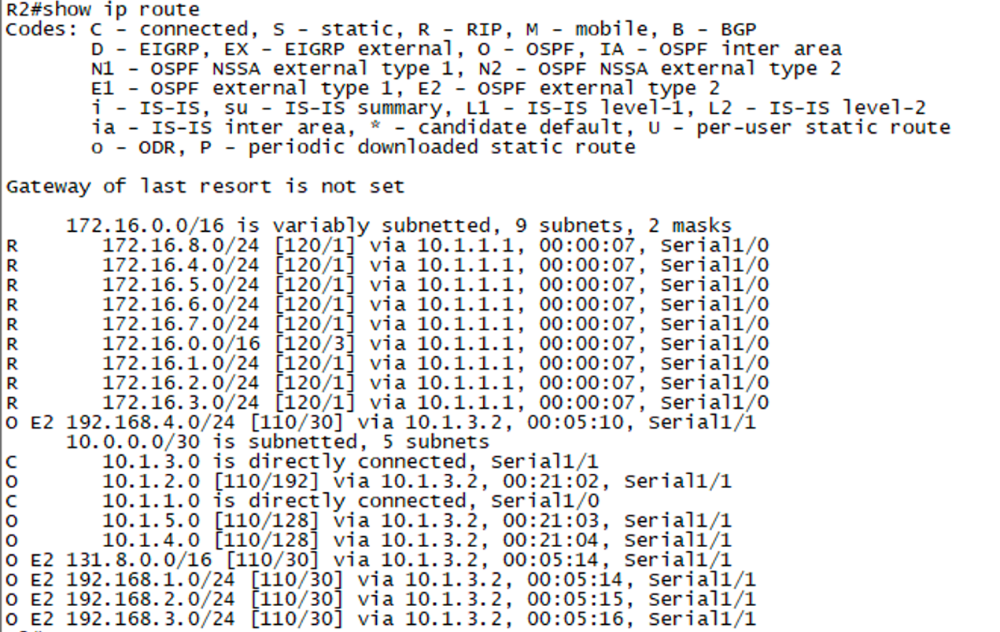 R2#show ip route
Codes: C - connected, S - static, R - RIP, M - mobile, B - BGP
       D - EIGRP, EX - EIGRP external, O - OSPF, IA - OSPF inter area
       N1 - OSPF NSSA external type 1, N2 - OSPF NSSA external type 2
       E1 - OSPF external type 1, E2 - OSPF external type 2
       i - IS-IS, su - IS-IS summary, L1 - IS-IS level-1, L2 - IS-IS level-2
       ia - IS-IS inter area, * - candidate default, U - per-user static route
       o - ODR, P - periodic downloaded static route

Gateway of last resort is not set

     172.16.0.0/16 is variably subnetted, 9 subnets, 2 masks
R       172.16.8.0/24 [120/1] via 10.1.1.1, 00:00:07, Serial1/0
R       172.16.4.0/24 [120/1] via 10.1.1.1, 00:00:07, Serial1/0
R       172.16.5.0/24 [120/1] via 10.1.1.1, 00:00:07, Serial1/0
R       172.16.6.0/24 [120/1] via 10.1.1.1, 00:00:07, Serial1/0
R       172.16.7.0/24 [120/1] via 10.1.1.1, 00:00:07, Serial1/0
R       172.16.0.0/16 [120/3] via 10.1.1.1, 00:00:07, Serial1/0
R       172.16.1.0/24 [120/1] via 10.1.1.1, 00:00:07, Serial1/0
R       172.16.2.0/24 [120/1] via 10.1.1.1, 00:00:07, Serial1/0
R       172.16.3.0/24 [120/1] via 10.1.1.1, 00:00:07, Serial1/0
O E2 192.168.4.0/24 [110/30] via 10.1.3.2, 00:05:10, Serial1/1
     10.0.0.0/30 is subnetted, 5 subnets
C       10.1.3.0 is directly connected, Serial1/1
O       10.1.2.0 [110/192] via 10.1.3.2, 00:21:02, Serial1/1
C       10.1.1.0 is directly connected, Serial1/0
O       10.1.5.0 [110/128] via 10.1.3.2, 00:21:03, Serial1/1
O       10.1.4.0 [110/128] via 10.1.3.2, 00:21:04, Serial1/1
O E2 131.8.0.0/16 [110/30] via 10.1.3.2, 00:05:14, Serial1/1
O E2 192.168.1.0/24 [110/30] via 10.1.3.2, 00:05:14, Serial1/1
O E2 192.168.2.0/24 [110/30] via 10.1.3.2, 00:05:15, Serial1/1
O E2 192.168.3.0/24 [110/30] via 10.1.3.2, 00:05:16, Serial1/1